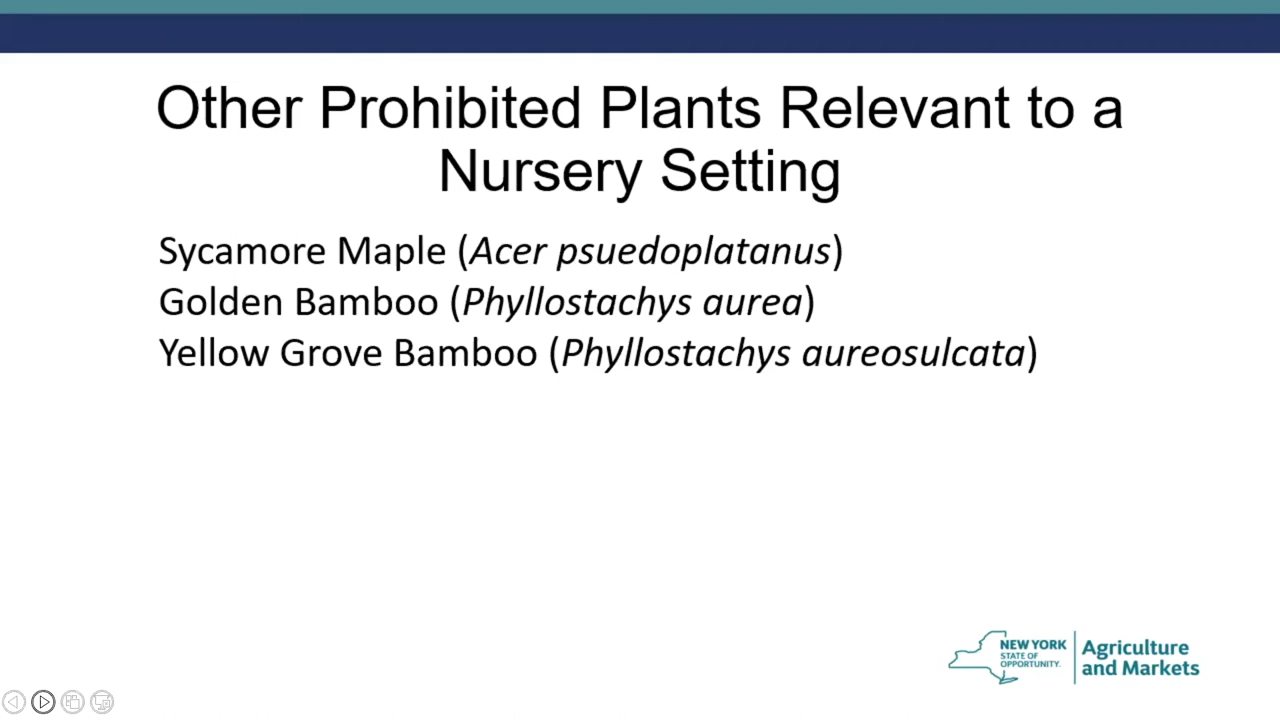 Other Prohibited Plants Relevant to a
Nursery Setting
Sycamore Maple (Acer psuedoplatanus)
Golden Bamboo (Phyllostachys aurea)
Yellow Grove Bamboo (Phyllostachys aureosulcata)
NEW YORK
STATE OF
OPPORTUNITY.
Agriculture
and Markets